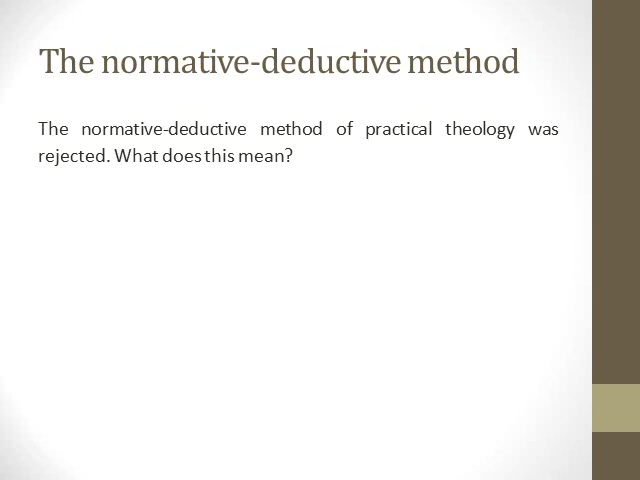 The normative-deductive method
The normative-deductive method of practical theology was
rejected. What does this mean?